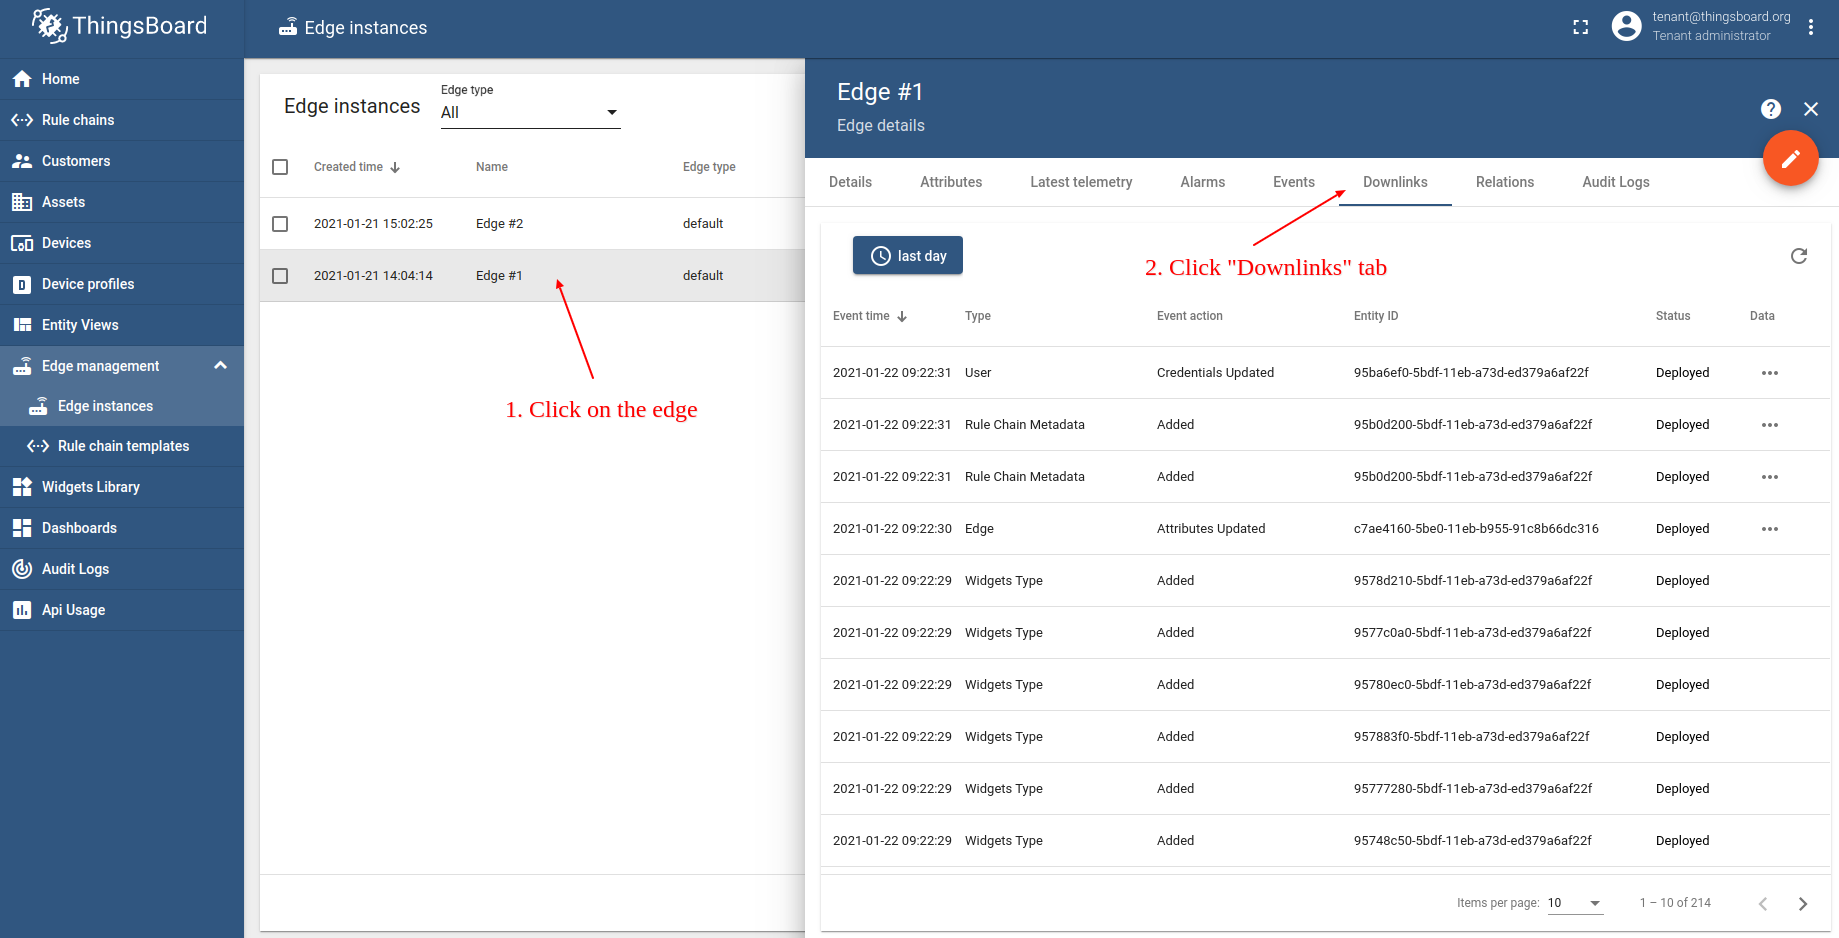 ThingsBoard
Edge instances
tenant@thingsboard.org
Tenant administrator
Home
Rule chains
Customers
Assets
Devices
Device profiles
Entity Views
Edge management
Edge instances
Rule chain templates
Widgets Library
Dashboards
Audit Logs
Api Usage
Edge instances
Edge type
All
Created time Name Edge type
2021-01-21 15:02:25 Edge #2 default
2021-01-21 14:04:14 Edge #1 default
1. Click on the edge
Edge #1
Edge details
Details Attributes Latest telemetry Alarms Events Downlinks Relations Audit Logs
last day
2. Click "Downlinks" tab
Event time Type Event action Entity ID Status Data
2021-01-22 09:22:31 User Credentials Updated 95ba6ef0-5bdf-11eb-a73d-ed379a6af22f Deployed
2021-01-22 09:22:31 Rule Chain Metadata Added 95b0d200-5bdf-11eb-a73d-ed379a6af22f Deployed
2021-01-22 09:22:31 Rule Chain Metadata Added 95b0d200-5bdf-11eb-a73d-ed379a6af22f Deployed
2021-01-22 09:22:30 Edge Attributes Updated c7ae4160-5be0-11eb-b955-91c8b66dc316 Deployed
2021-01-22 09:22:29 Widgets Type Added 9578d210-5bdf-11eb-a73d-ed379a6af22f Deployed
2021-01-22 09:22:29 Widgets Type Added 9577c0a0-5bdf-11eb-a73d-ed379a6af22f Deployed
2021-01-22 09:22:29 Widgets Type Added 95780ec0-5bdf-11eb-a73d-ed379a6af22f Deployed
2021-01-22 09:22:29 Widgets Type Added 957883f0-5bdf-11eb-a73d-ed379a6af22f Deployed
2021-01-22 09:22:29 Widgets Type Added 95777280-5bdf-11eb-a73d-ed379a6af22f Deployed
2021-01-22 09:22:29 Widgets Type Added 95748c50-5bdf-11eb-a73d-ed379a6af22f Deployed
Items per page: 10 1 – 10 of 214